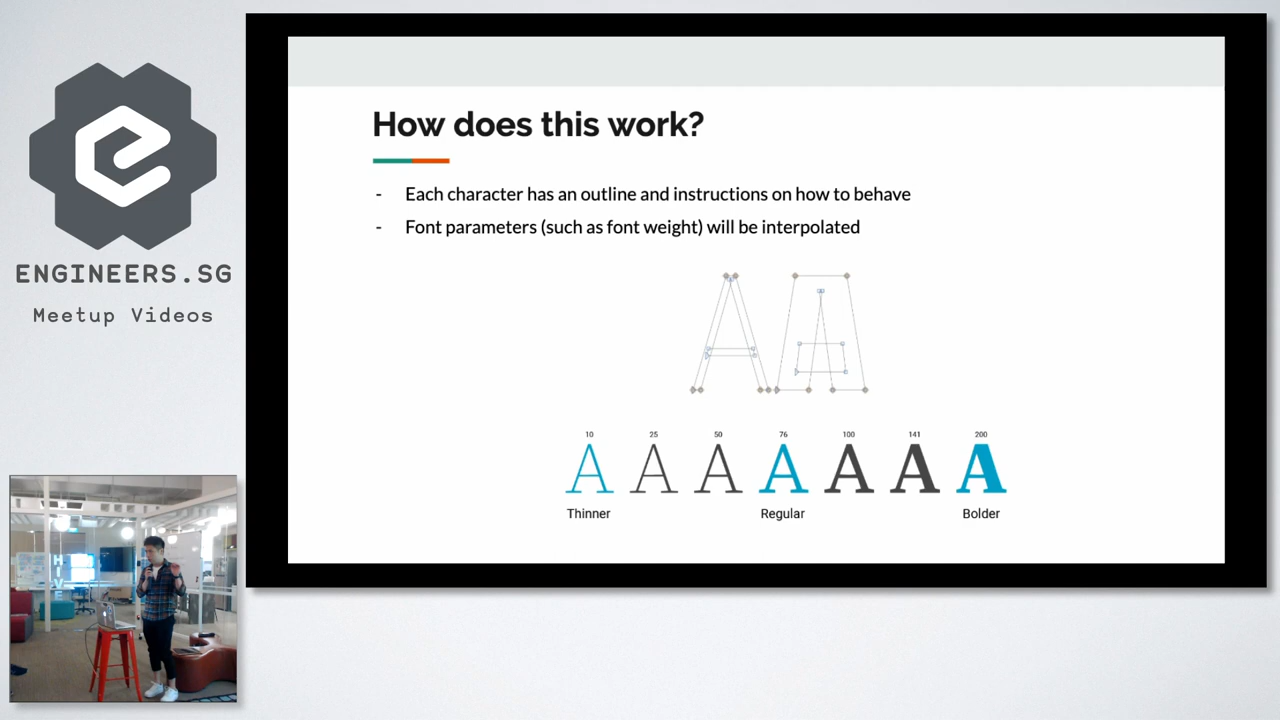 ENGINEERS.SG
Meetup Videos
How does this work?
- Each character has an outline and instructions on how to behave
- Font parameters (such as font weight) will be interpolated
A A
10 25 50 76 100 141 200
A A A A A A A
Thinner Regular Bolder
HIVE